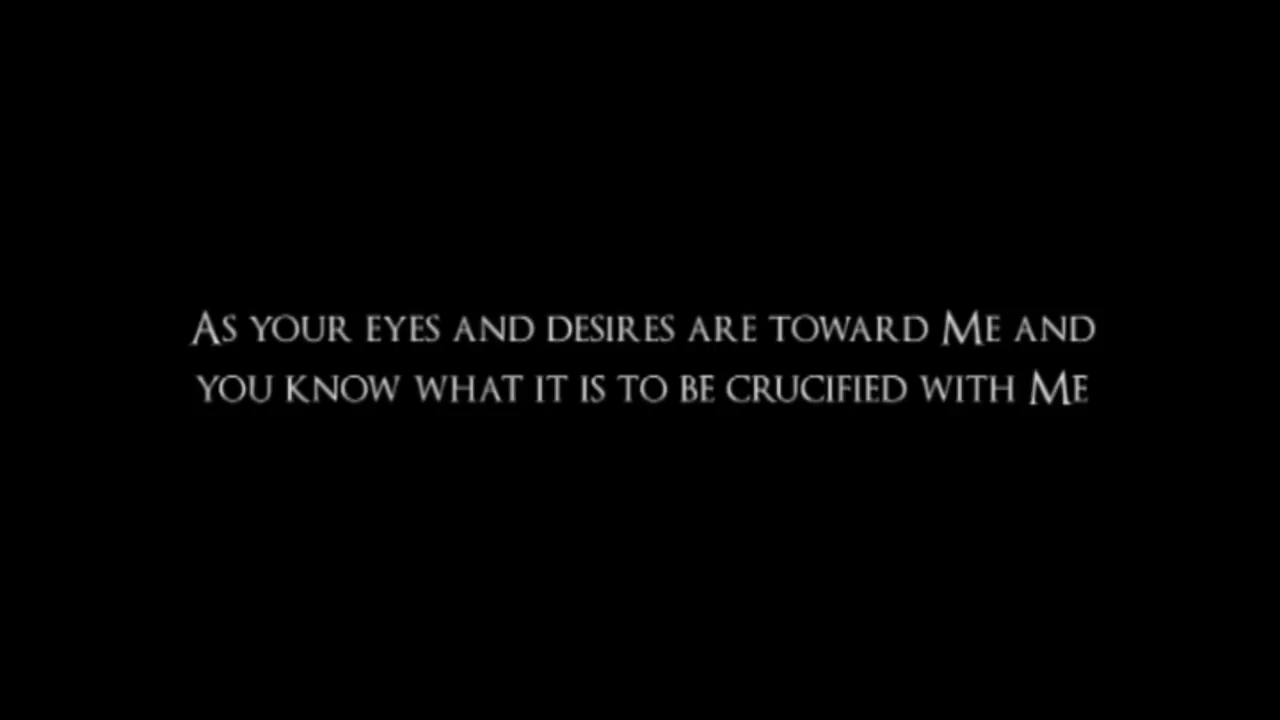 As your eyes and desires are toward Me and
you know what it is to be crucified with Me